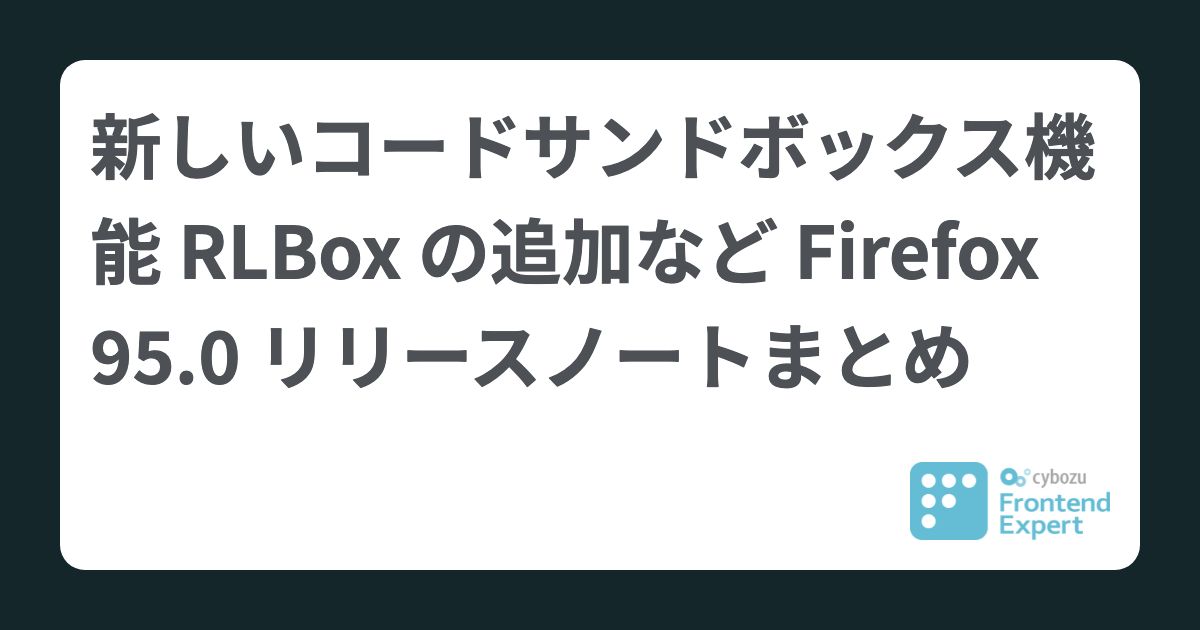 新しいコードサンドボックス機
能 RLBox の追加など Firefox
95.0 リリースノートまとめ
cybozu
Frontend
Expert